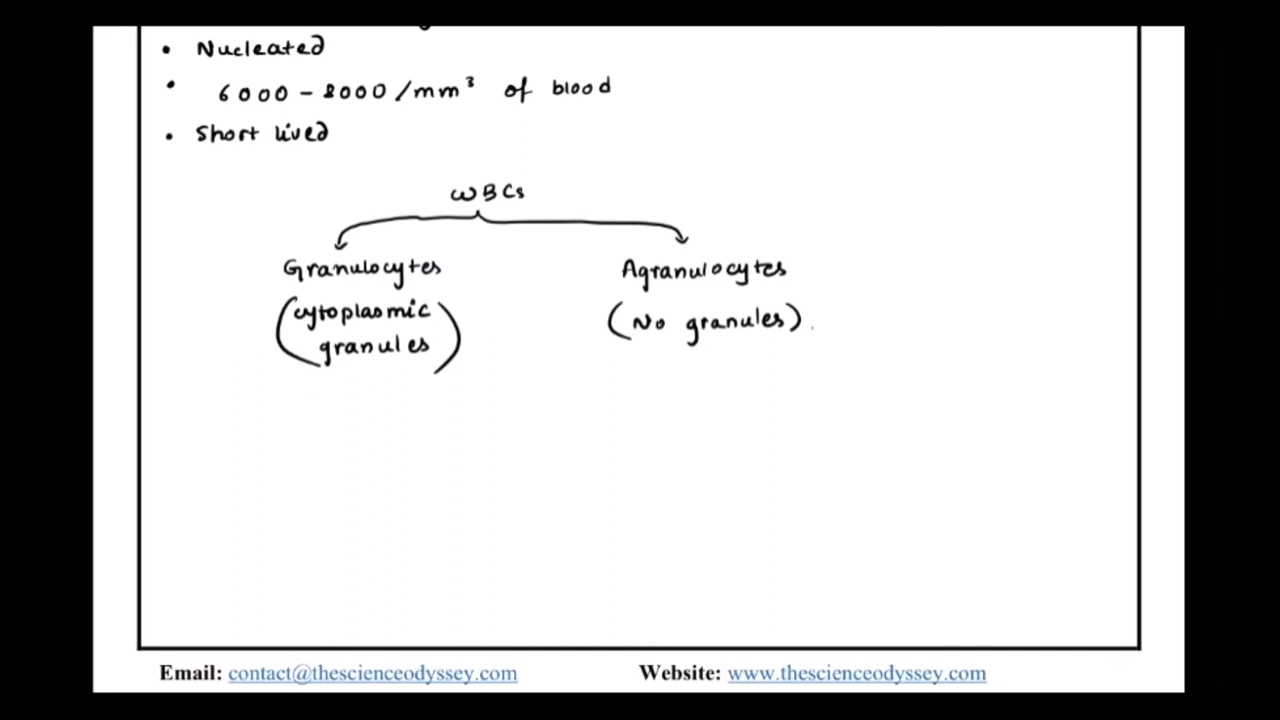 • Nucleated
• 6000 - 8000 / mm³ of blood
• Short lived
WBCs
Granulocytes
(cytoplasmic
granules)
Agranulocytes
(No granules)
Email: contact@thescienceodyssey.com
Website: www.thescienceodyssey.com